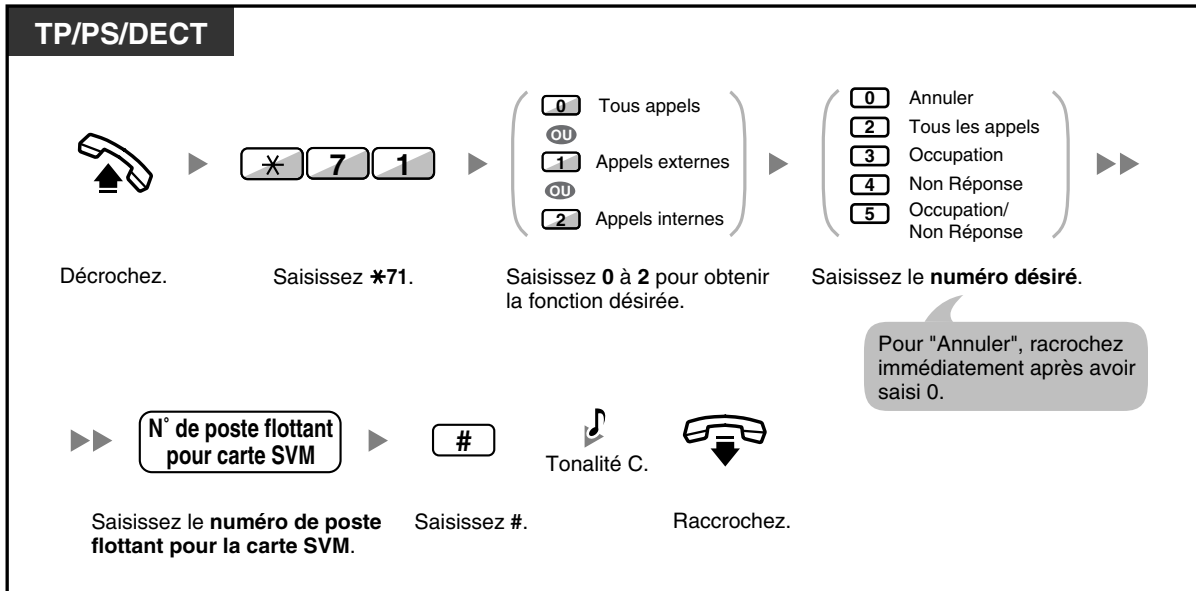 TP/PS/DECT
0 Tous appels
OU
1 Appels externes
OU
2 Appels internes
0 Annuler
2 Tous les appels
3 Occupation
4 Non Réponse
5 Occupation/
Non Réponse
* 7 1
Décrochez.
Saisissez *71.
Saisissez 0 à 2 pour obtenir
la fonction désirée.
Saisissez le numéro désiré.
Pour "Annuler", racrochez
immédiatement après avoir
saisi 0.
N° de poste flottant
pour carte SVM
#
Tonalité C.
Saisissez le numéro de poste
flottant pour la carte SVM.
Saisissez #.
Raccrochez.